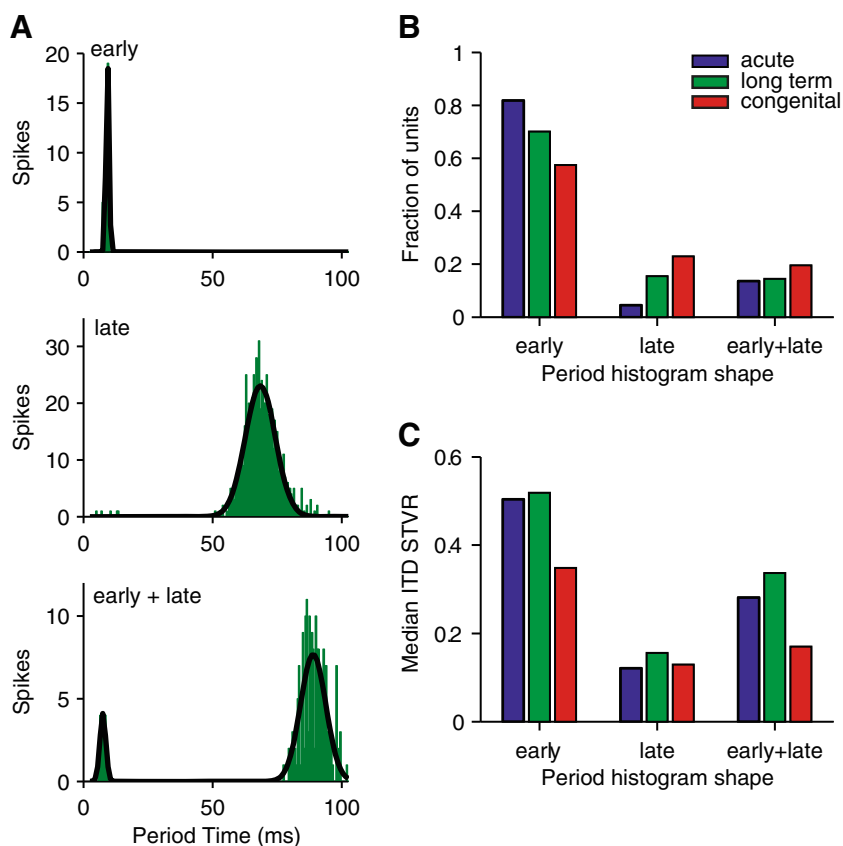 A
early
20
15
10
5
0
Spikes
0 50 100
late
30
20
10
0
Spikes
0 50 100
early + late
10
5
0
Spikes
0 50 100
Period Time (ms)
B
1
0.8
0.6
0.4
0.2
0
Fraction of units
acute
long term
congenital
early late early+late
Period histogram shape
C
0.6
0.4
0.2
0
Median ITD STVR
early late early+late
Period histogram shape